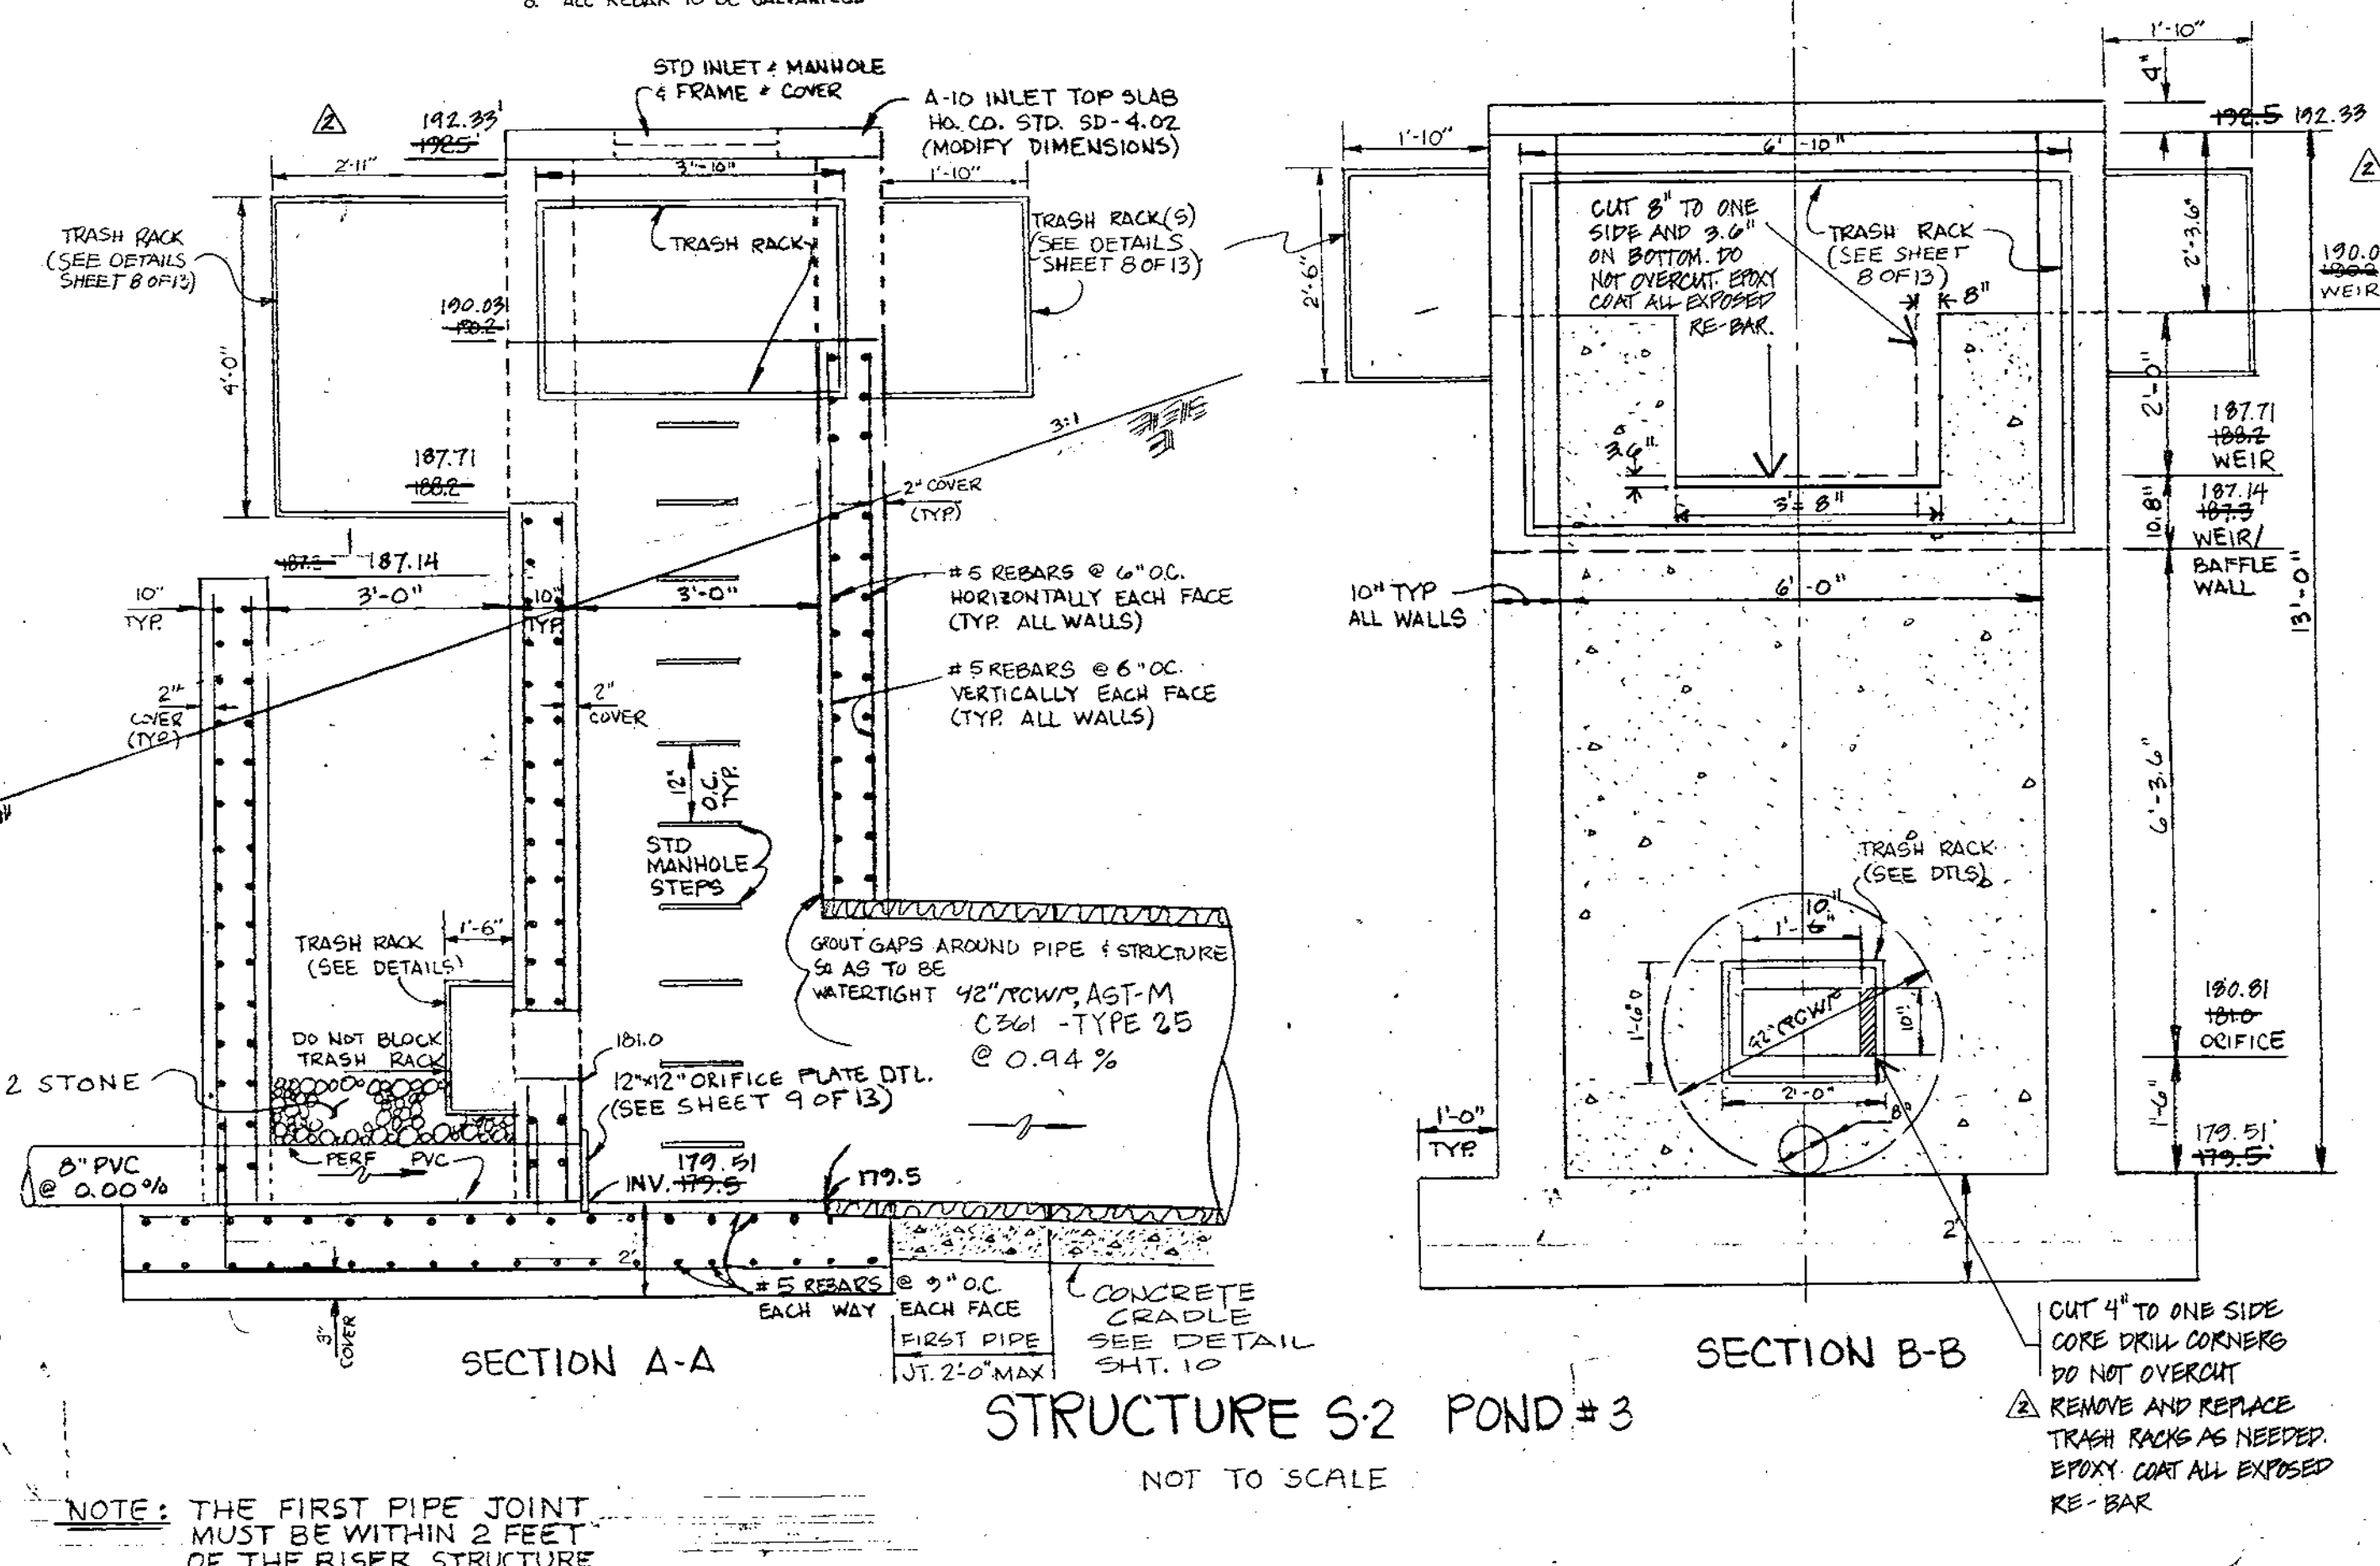 STD INLET & MANHOLE
& FRAME & COVER
A-10 INLET TOP SLAB
HO. CO. STD. SD-4.02
(MODIFY DIMENSIONS)
2
192.33'
192.5
2'-11"
3'-10"
1'-10"
TRASH RACK
(SEE DETAILS
SHEET 8 OF 13)
TRASH RACK
TRASH RACK(S)
(SEE DETAILS
SHEET 8 OF 13)
4'-0"
190.03
190.2
187.71
188.2
187.14
3:1
2" COVER
(TYP)
10"
TYP.
3'-0"
10"
TYP.
3'-0"
# 5 REBARS @ 6" O.C.
HORIZONTALLY EACH FACE
(TYP. ALL WALLS)
# 5 REBARS @ 6" OC.
VERTICALLY EACH FACE
(TYP. ALL WALLS)
2"
COVER
(TYP.)
2"
COVER
12"
O.C.
TYP.
STD
MANHOLE
STEPS
1'-6"
TRASH RACK
(SEE DETAILS)
DO NOT BLOCK
TRASH RACK
2 STONE
181.0
12"x12" ORIFICE PLATE DTL.
(SEE SHEET 9 OF 13)
GROUT GAPS AROUND PIPE & STRUCTURE
SO AS TO BE
WATERTIGHT
42" RCWP, AST-M
C361 - TYPE 25
@ 0.94 %
8" PVC
@ 0.00%
PERF PVC
179.51
INV. 179.5
179.5
2'
# 5 REBARS @ 9" O.C.
EACH WAY EACH FACE
3"
COVER
FIRST PIPE
JT. 2'-0" MAX
CONCRETE
CRADLE
SEE DETAIL
SHT. 10
SECTION A-A
1'-10"
4"
192.5 192.33
2
1'-10"
6'-10"
2'-6"
CUT 8" TO ONE
SIDE AND 3.6"
ON BOTTOM. DO
NOT OVERCUT. EPOXY
COAT ALL EXPOSED
RE-BAR.
TRASH RACK
(SEE SHEET
8 OF 13)
8"
2'-3.6"
190.0
WEIR
2'-0"
187.71
188.2
WEIR
3.6"
3'-8"
10.8"
187.14
187.3
WEIR/
BAFFLE
WALL
10" TYP
ALL WALLS
6'-0"
13'-0"
6'-3.6"
TRASH RACK
(SEE DTLS)
10"
1'-6"
42" RCWP
1'-6"
10"
2'-0"
8"
180.81
181.0
ORIFICE
1'-6"
1'-0"
TYP.
179.51'
179.5'
2'
CUT 4" TO ONE SIDE
CORE DRILL CORNERS
DO NOT OVERCUT
2 REMOVE AND REPLACE
TRASH RACKS AS NEEDED.
EPOXY COAT ALL EXPOSED
RE-BAR
SECTION B-B
STRUCTURE S-2 POND #3
NOT TO SCALE
NOTE: THE FIRST PIPE JOINT
MUST BE WITHIN 2 FEET
OF THE RISER STRUCTURE